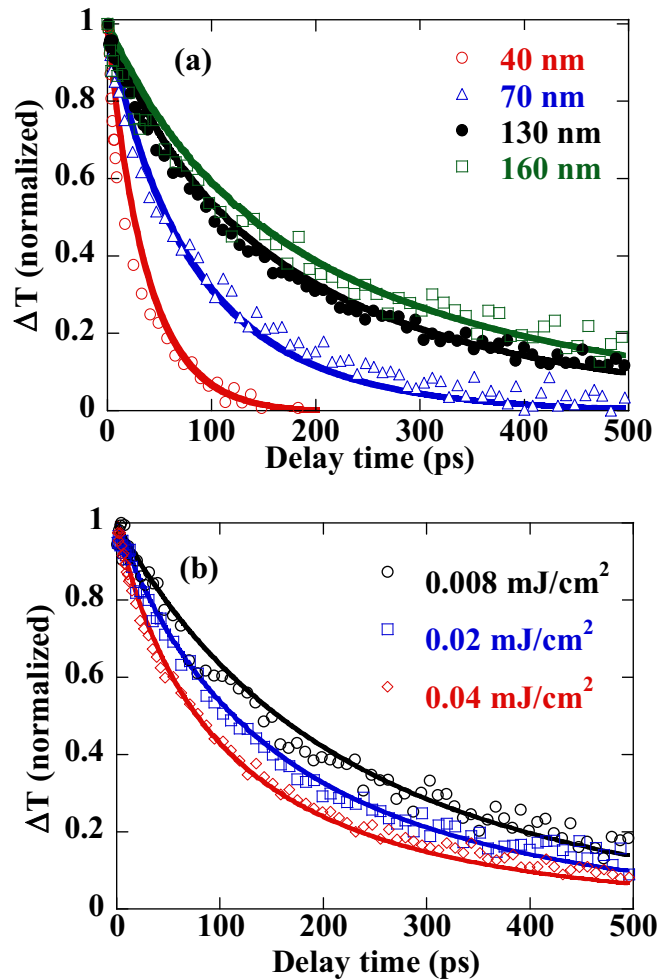 1
0.8
0.6
0.4
0.2
0
ΔT (normalized)
(a)
40 nm
70 nm
130 nm
160 nm
0 100 200 300 400 500
Delay time (ps)
1
0.8
0.6
0.4
0.2
0
ΔT (normalized)
(b)
0.008 mJ/cm²
0.02 mJ/cm²
0.04 mJ/cm²
0 100 200 300 400 500
Delay time (ps)